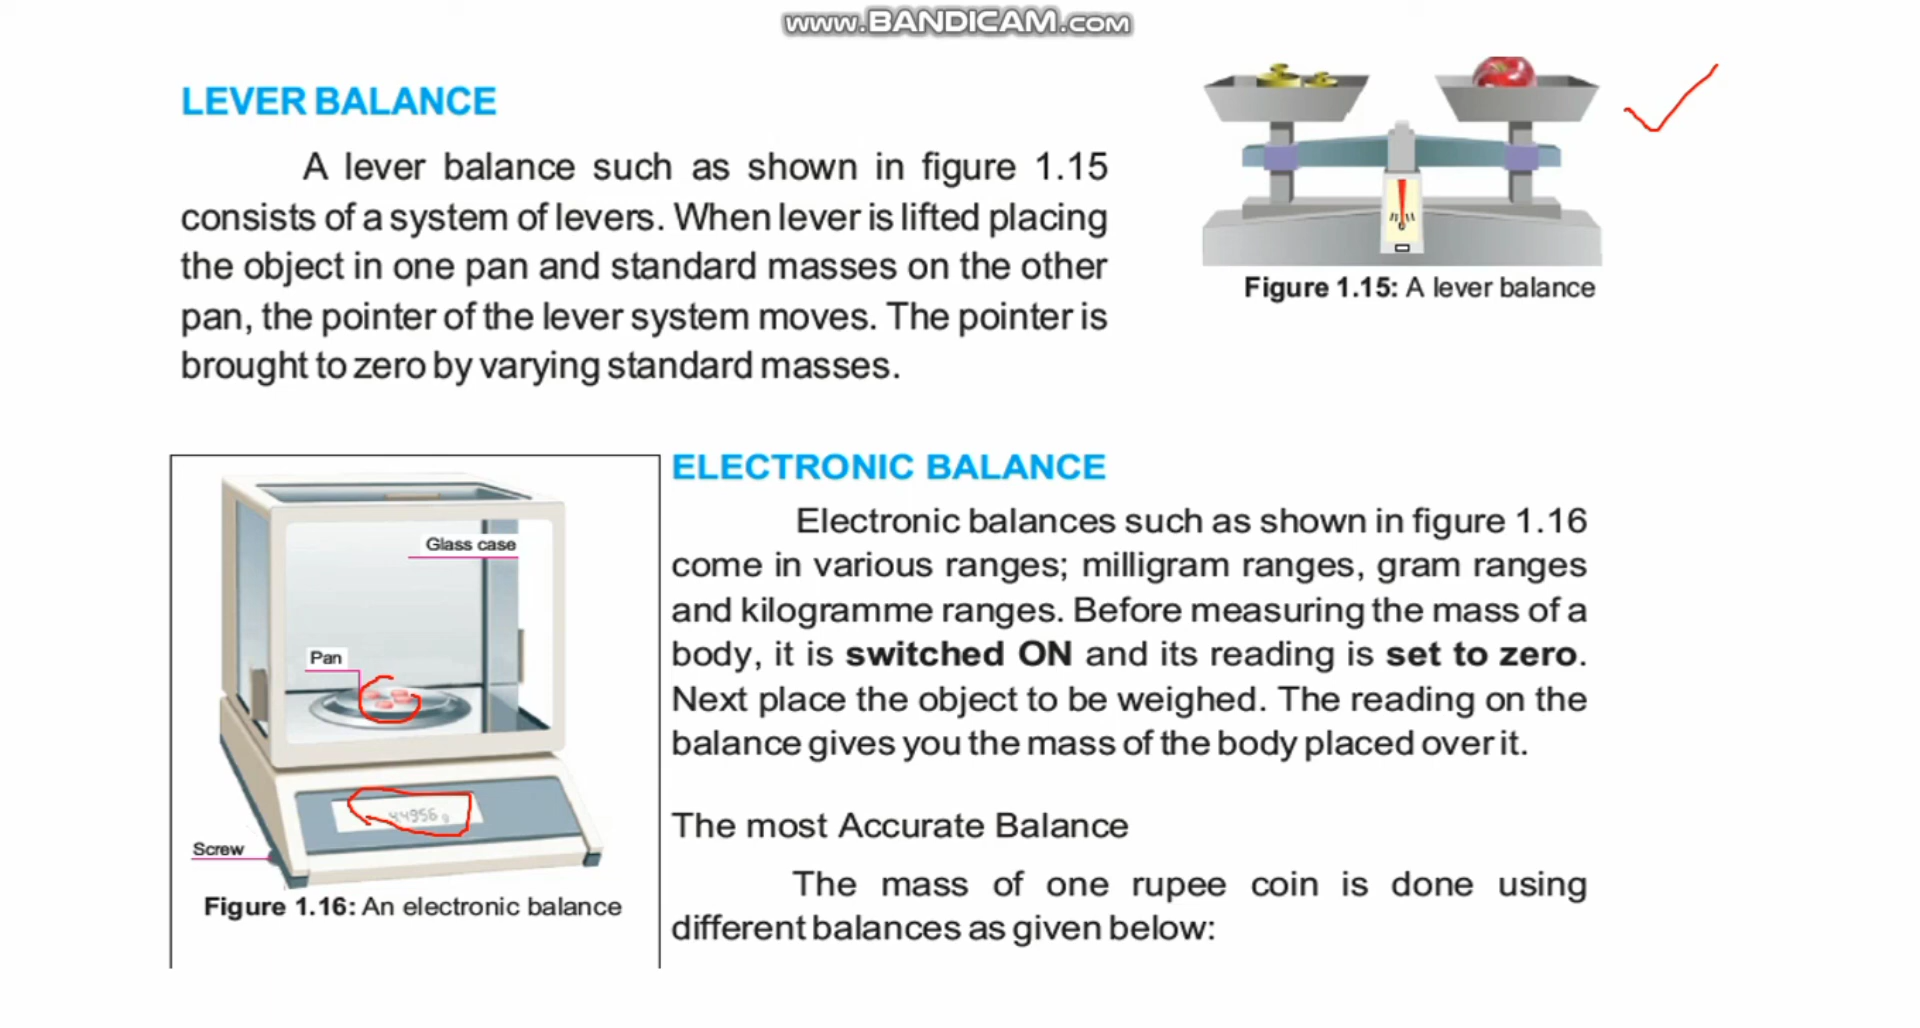 www.BANDICAM.com
LEVER BALANCE
A lever balance such as shown in figure 1.15
consists of a system of levers. When lever is lifted placing
the object in one pan and standard masses on the other
pan, the pointer of the lever system moves. The pointer is
brought to zero by varying standard masses.
Figure 1.15: A lever balance
Glass case
Pan
4.4956 g
Screw
Figure 1.16: An electronic balance
ELECTRONIC BALANCE
Electronic balances such as shown in figure 1.16
come in various ranges; milligram ranges, gram ranges
and kilogramme ranges. Before measuring the mass of a
body, it is switched ON and its reading is set to zero.
Next place the object to be weighed. The reading on the
balance gives you the mass of the body placed over it.
The most Accurate Balance
The mass of one rupee coin is done using
different balances as given below: